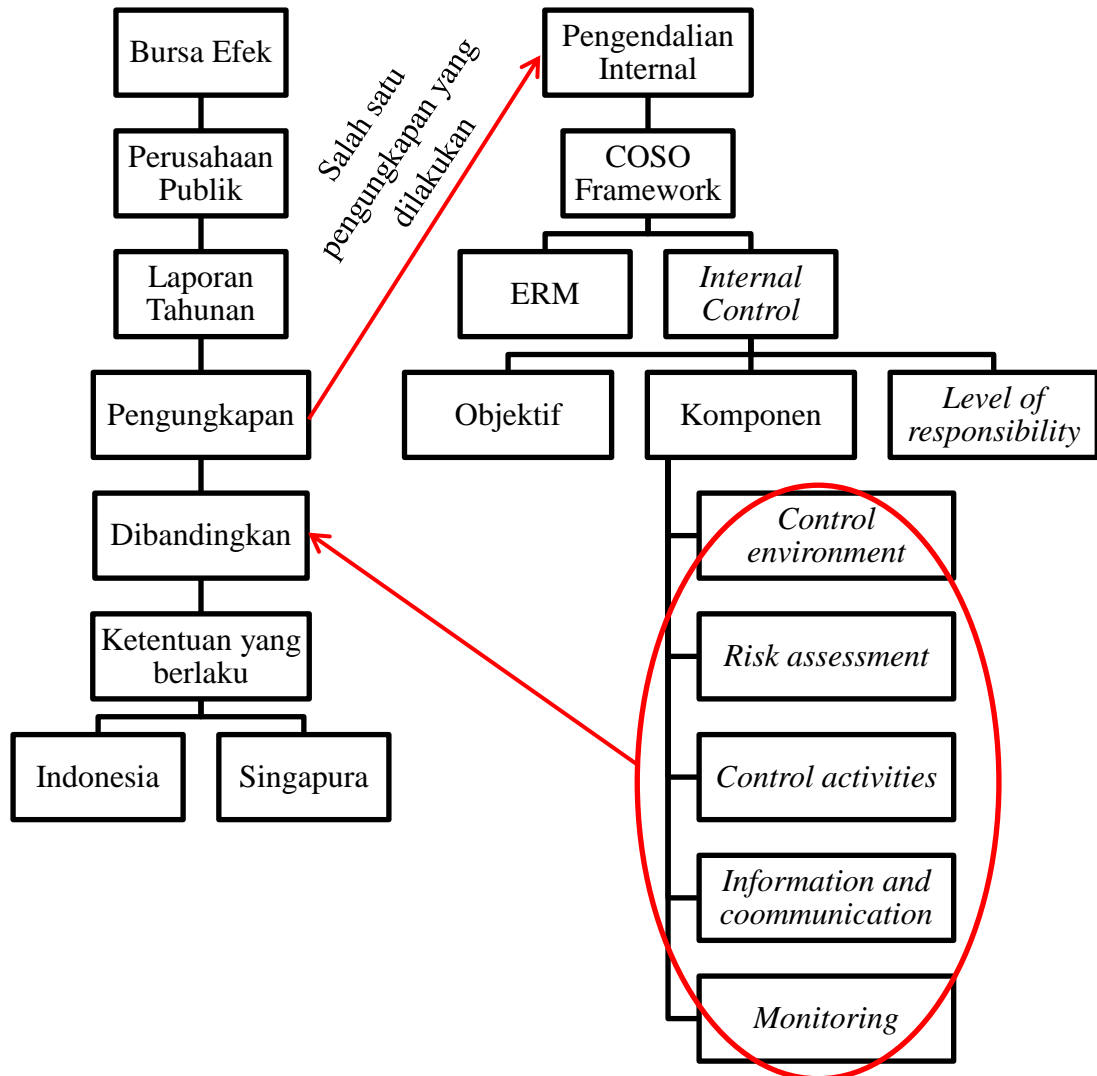 Bursa Efek
Perusahaan
Publik
Laporan
Tahunan
Pengungkapan
Dibandingkan
Ketentuan yang
berlaku
Indonesia
Singapura
Salah satu
pengungkapan yang
dilakukan
Pengendalian
Internal
COSO
Framework
ERM
Internal
Control
Objektif
Komponen
Level of
responsibility
Control
environment
Risk assessment
Control activities
Information and
coommunication
Monitoring